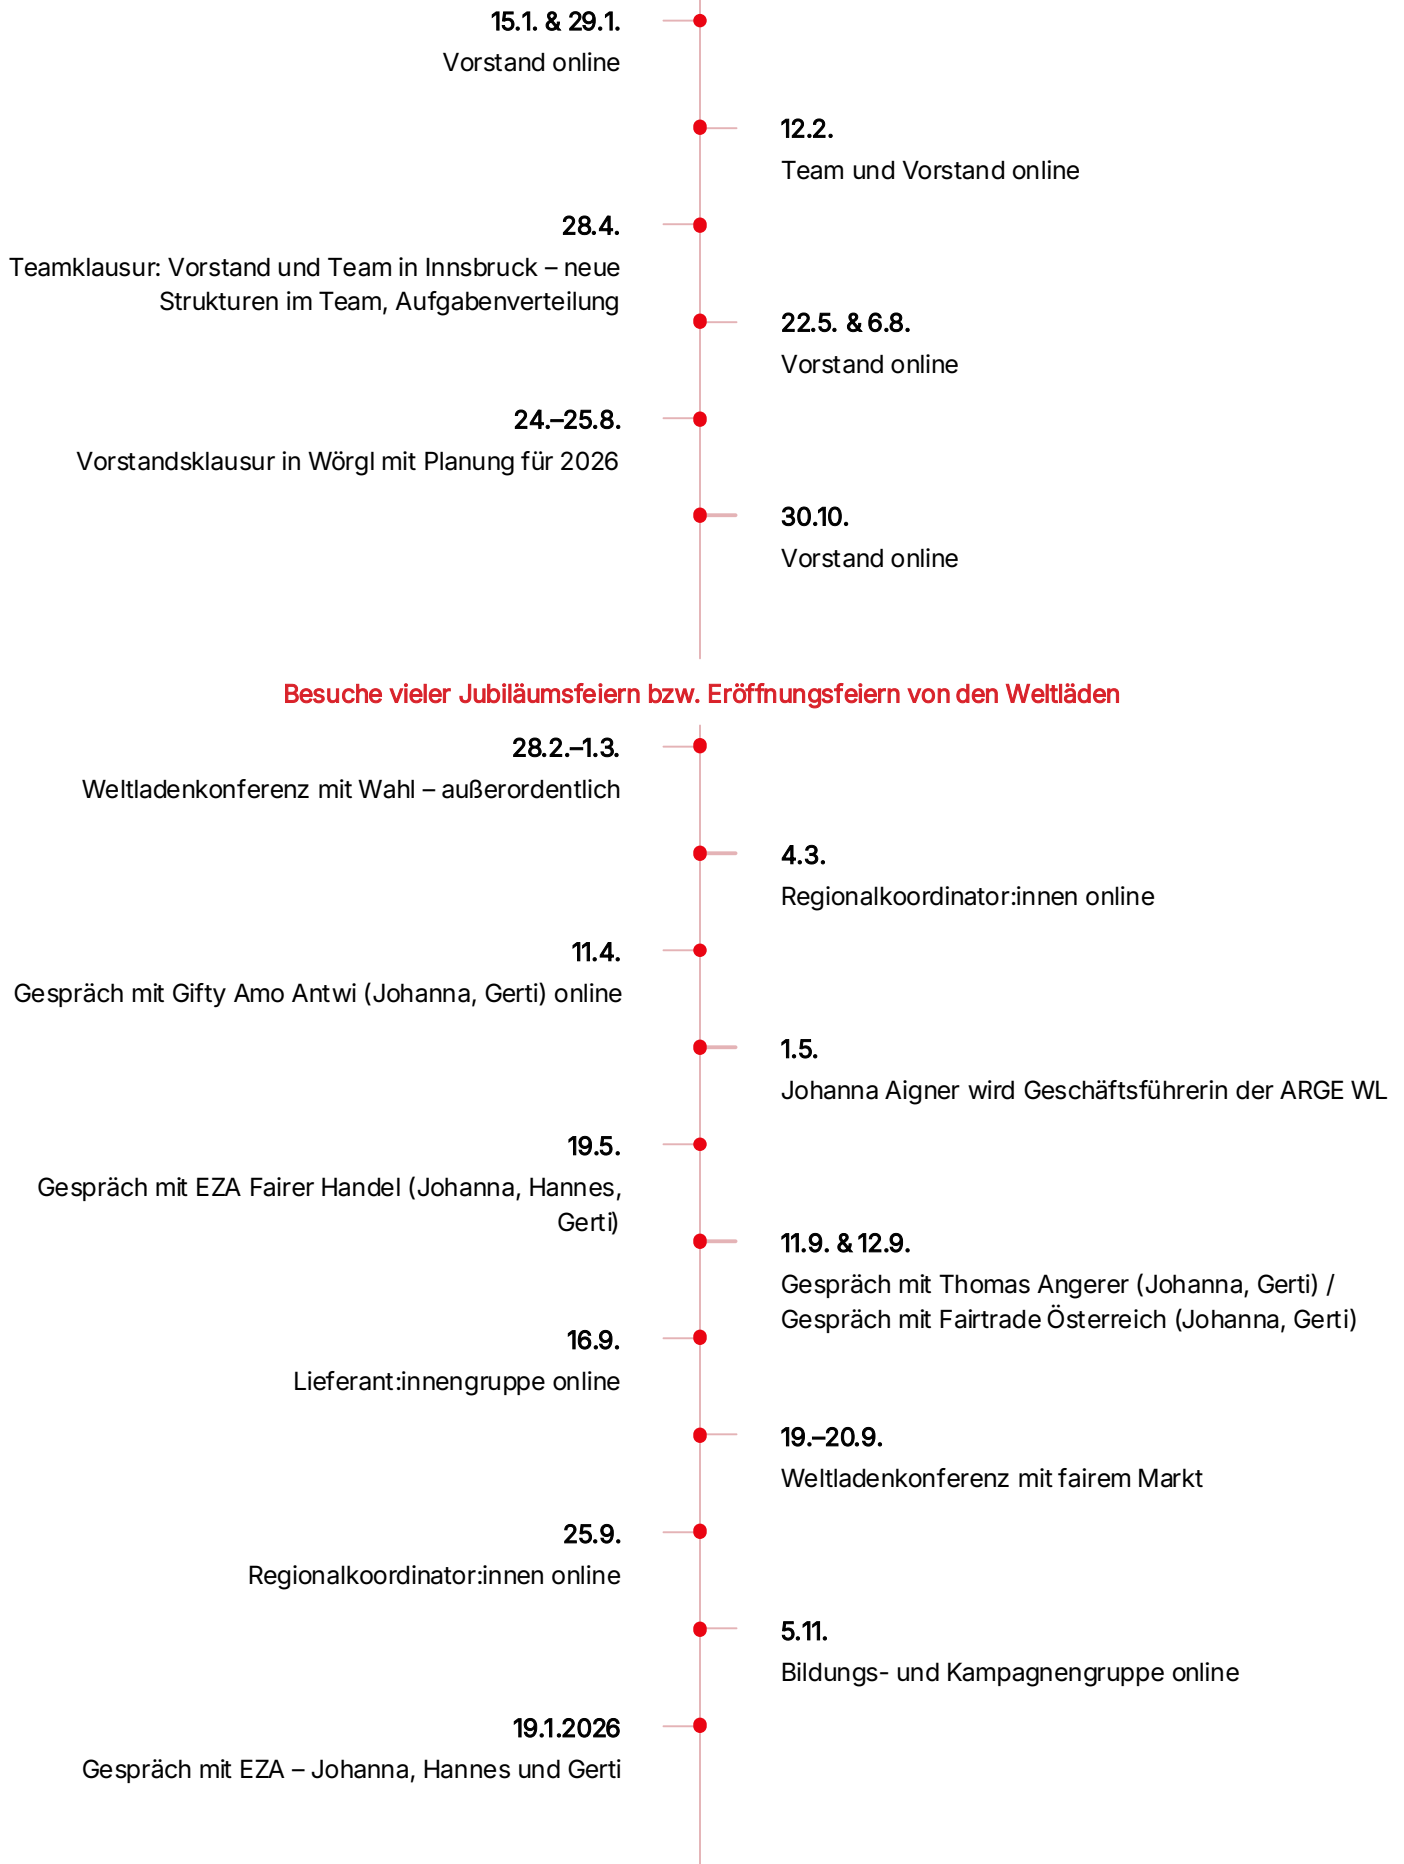 15.1. & 29.1.
Vorstand online
12.2.
Team und Vorstand online
28.4.
Teamklausur: Vorstand und Team in Innsbruck – neue
Strukturen im Team, Aufgabenverteilung
22.5. & 6.8.
Vorstand online
24.–25.8.
Vorstandsklausur in Wörgl mit Planung für 2026
30.10.
Vorstand online
Besuche vieler Jubiläumsfeiern bzw. Eröffnungsfeiern von den Weltläden
28.2.–1.3.
Weltladenkonferenz mit Wahl – außerordentlich
4.3.
Regionalkoordinator:innen online
11.4.
Gespräch mit Gifty Amo Antwi (Johanna, Gerti) online
1.5.
Johanna Aigner wird Geschäftsführerin der ARGE WL
19.5.
Gespräch mit EZA Fairer Handel (Johanna, Hannes,
Gerti)
11.9. & 12.9.
Gespräch mit Thomas Angerer (Johanna, Gerti) /
Gespräch mit Fairtrade Österreich (Johanna, Gerti)
16.9.
Lieferant:innengruppe online
19.–20.9.
Weltladenkonferenz mit fairem Markt
25.9.
Regionalkoordinator:innen online
5.11.
Bildungs- und Kampagnengruppe online
19.1.2026
Gespräch mit EZA – Johanna, Hannes und Gerti